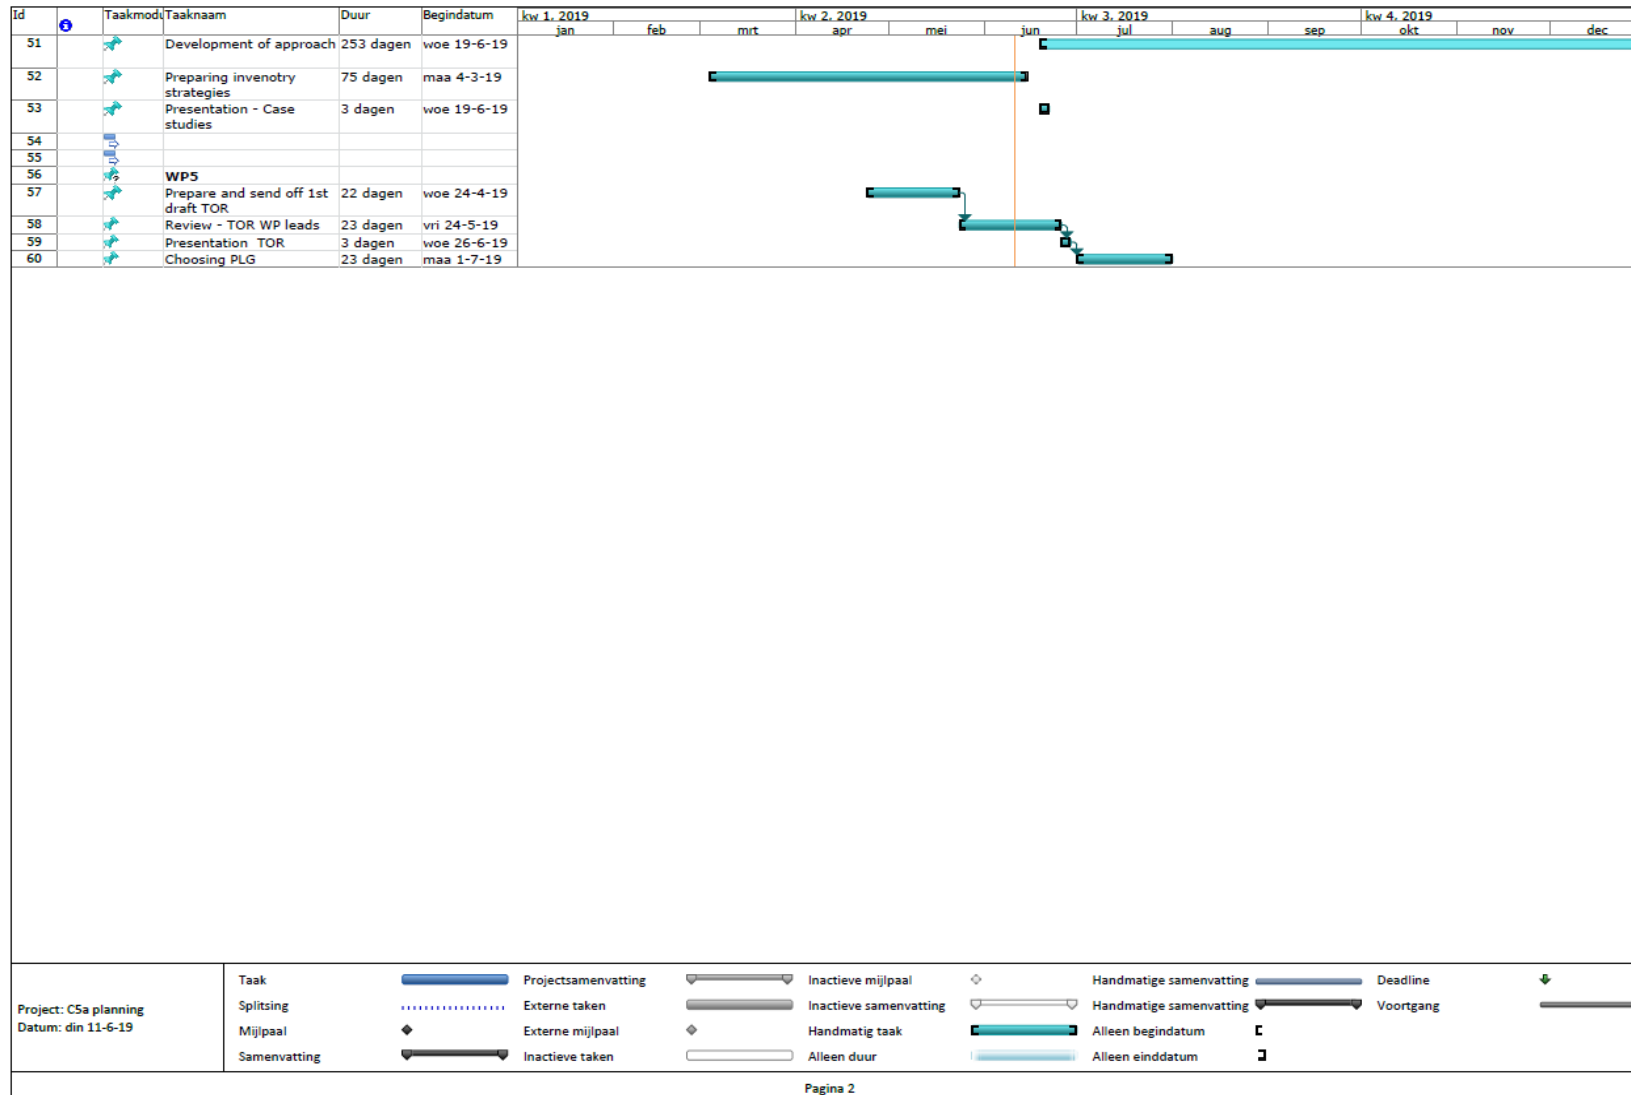 Id Taakmodu Taaknaam Duur Begindatum kw 1, 2019 kw 2, 2019 kw 3, 2019 kw 4, 2019
jan feb mrt apr mei jun jul aug sep okt nov dec
51 Development of approach 253 dagen woe 19-6-19
52 Preparing invenotry 75 dagen maa 4-3-19
strategies
53 Presentation - Case 3 dagen woe 19-6-19
studies
54
55
56 WP5
57 Prepare and send off 1st 22 dagen woe 24-4-19
draft TOR
58 Review - TOR WP leads 23 dagen vri 24-5-19
59 Presentation TOR 3 dagen woe 26-6-19
60 Choosing PLG 23 dagen maa 1-7-19
Project: C5a planning
Datum: din 11-6-19
Taak Projectsamenvatting Inactieve mijlpaal Handmatige samenvatting Deadline
Splitsing Externe taken Inactieve samenvatting Handmatige samenvatting Voortgang
Mijlpaal Externe mijlpaal Handmatig taak Alleen begindatum
Samenvatting Inactieve taken Alleen duur Alleen einddatum
Pagina 2